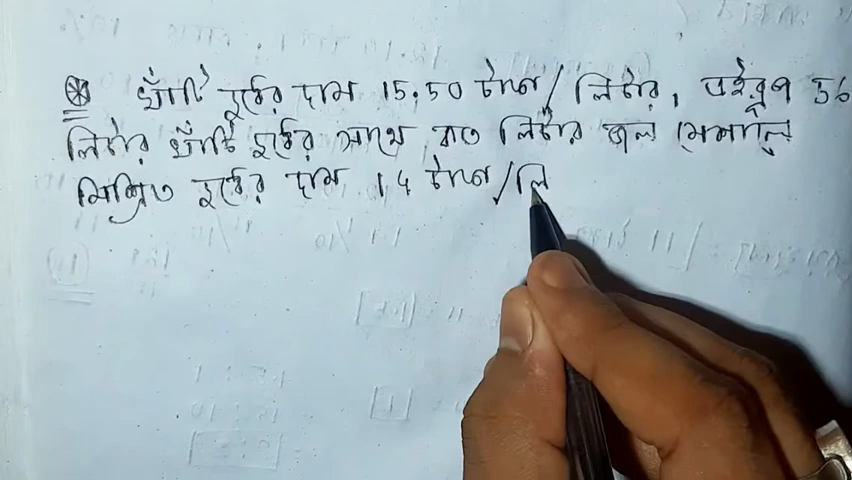 খাঁটি দুধের দাম 15.50 টাকা/লিটার, এইরূপ 56
লিটার খাঁটি দুধের সাথে কত লিটার জল মেশালে
মিশ্রিত দুধের দাম 14 টাকা/লি